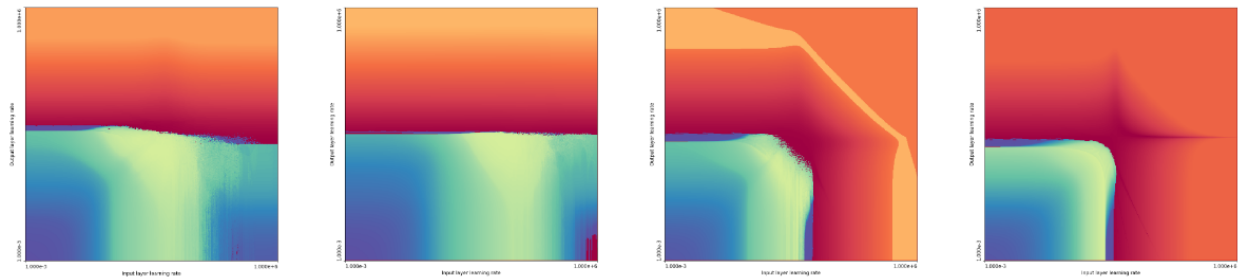 1.000e+6
Output layer learning rate
1.000e-3
1.000e-3
Input layer learning rate
1.000e+6
1.000e+6
Output layer learning rate
1.000e-3
1.000e-3
Input layer learning rate
1.000e+6
1.000e+6
Output layer learning rate
1.000e-3
1.000e-3
Input layer learning rate
1.000e+6
1.000e+6
Output layer learning rate
1.000e-3
1.000e-3
Input layer learning rate
1.000e+6